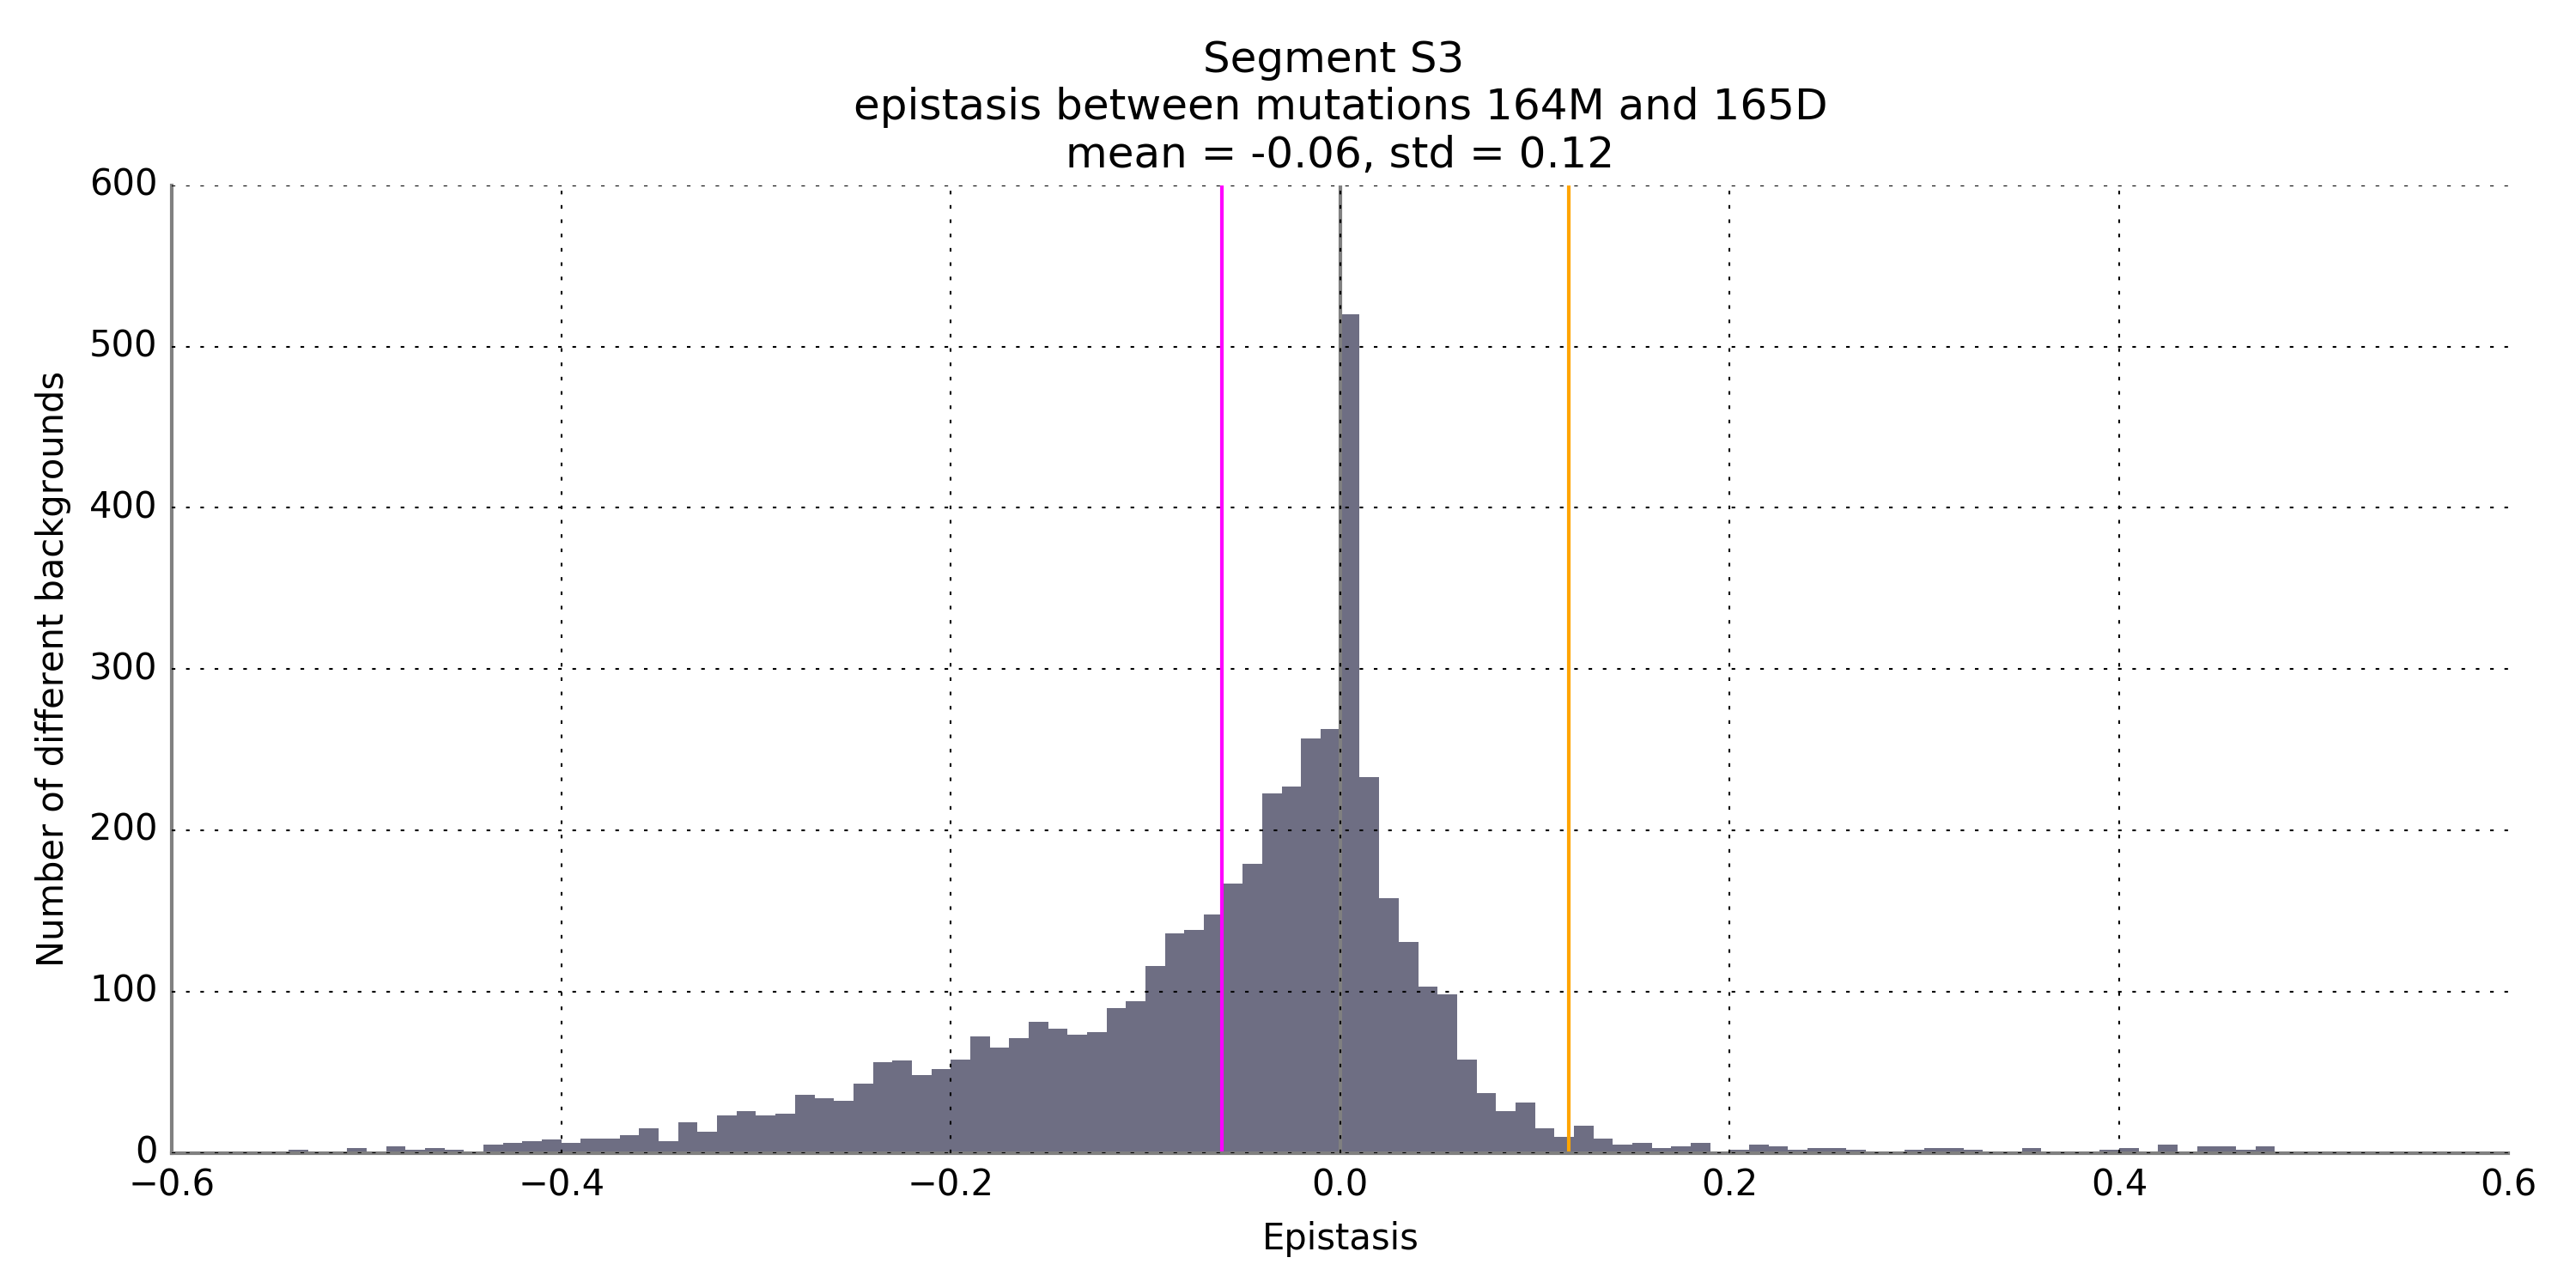 Segment S3
epistasis between mutations 164M and 165D
mean = -0.06, std = 0.12
Number of different backgrounds
600
500
400
300
200
100
0
−0.6 −0.4 −0.2 0.0 0.2 0.4 0.6
Epistasis